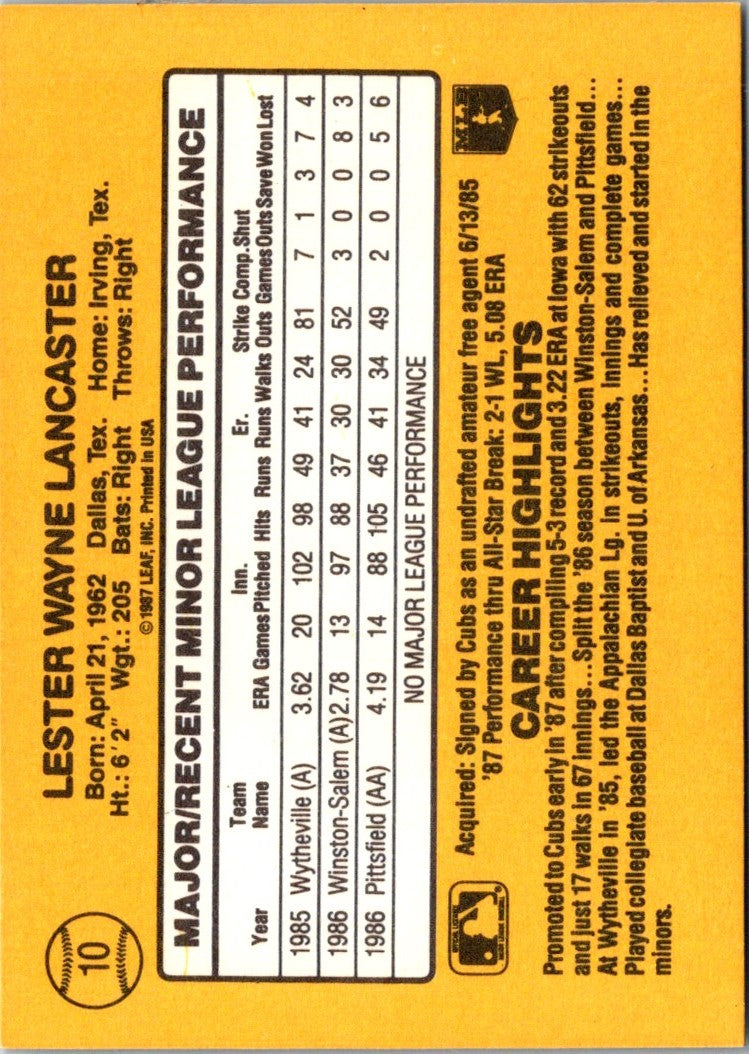 10
LESTER WAYNE LANCASTER
Born: April 21, 1962 Dallas, Tex. Home: Irving, Tex.
Ht.: 6'2" Wgt.: 205 Bats: Right Throws: Right
© 1987 LEAF, INC. Printed in USA
MAJOR/RECENT MINOR LEAGUE PERFORMANCE
Team Inn. Er. Strike Comp. Shut
Year Name ERA Games Pitched Hits Runs Runs Walks Outs Games Outs Save Won Lost
1985 Wytheville (A) 3.62 20 102 98 49 41 24 81 7 1 3 7 4
1986 Winston-Salem (A) 2.78 13 97 88 37 30 30 52 3 0 0 8 3
1986 Pittsfield (AA) 4.19 14 88 105 46 41 34 49 2 0 0 5 6
NO MAJOR LEAGUE PERFORMANCE
Acquired: Signed by Cubs as an undrafted amateur free agent 6/13/85
'87 Performance thru All-Star Break: 2-1 WL, 5.08 ERA
MLB
CAREER HIGHLIGHTS
Promoted to Cubs early in '87 after compiling 5-3 record and 3.22 ERA at Iowa with 62 strikeouts
and just 17 walks in 67 innings...Split the '86 season between Winston-Salem and Pittsfield...
At Wytheville in '85, led the Appalachian Lg. in strikeouts, innings and complete games...
Played collegiate baseball at Dallas Baptist and U. of Arkansas...Has relieved and started in the
minors.